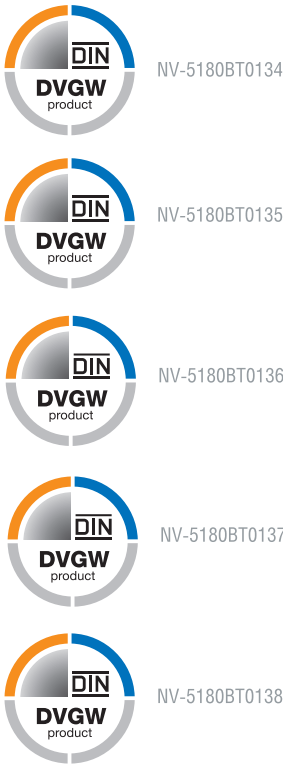 DIN
NV-5180BT0134
DVGW
product
DIN
NV-5180BT0135
DVGW
product
DIN
NV-5180BT0136
DVGW
product
DIN
NV-5180BT0137
DVGW
product
DIN
NV-5180BT0138
DVGW
product